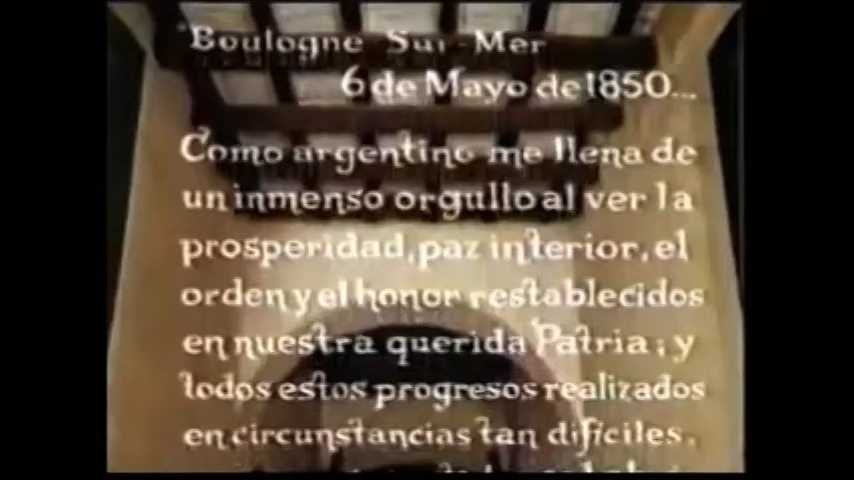 "Boulogne Sur-Mer
6 de Mayo de 1850...
Como argentino me llena de
un inmenso orgullo al ver la
prosperidad, paz interior, el
orden y el honor restablecidos
en nuestra querida Patria; y
todos estos progresos realizados
en circunstancias tan difíciles,